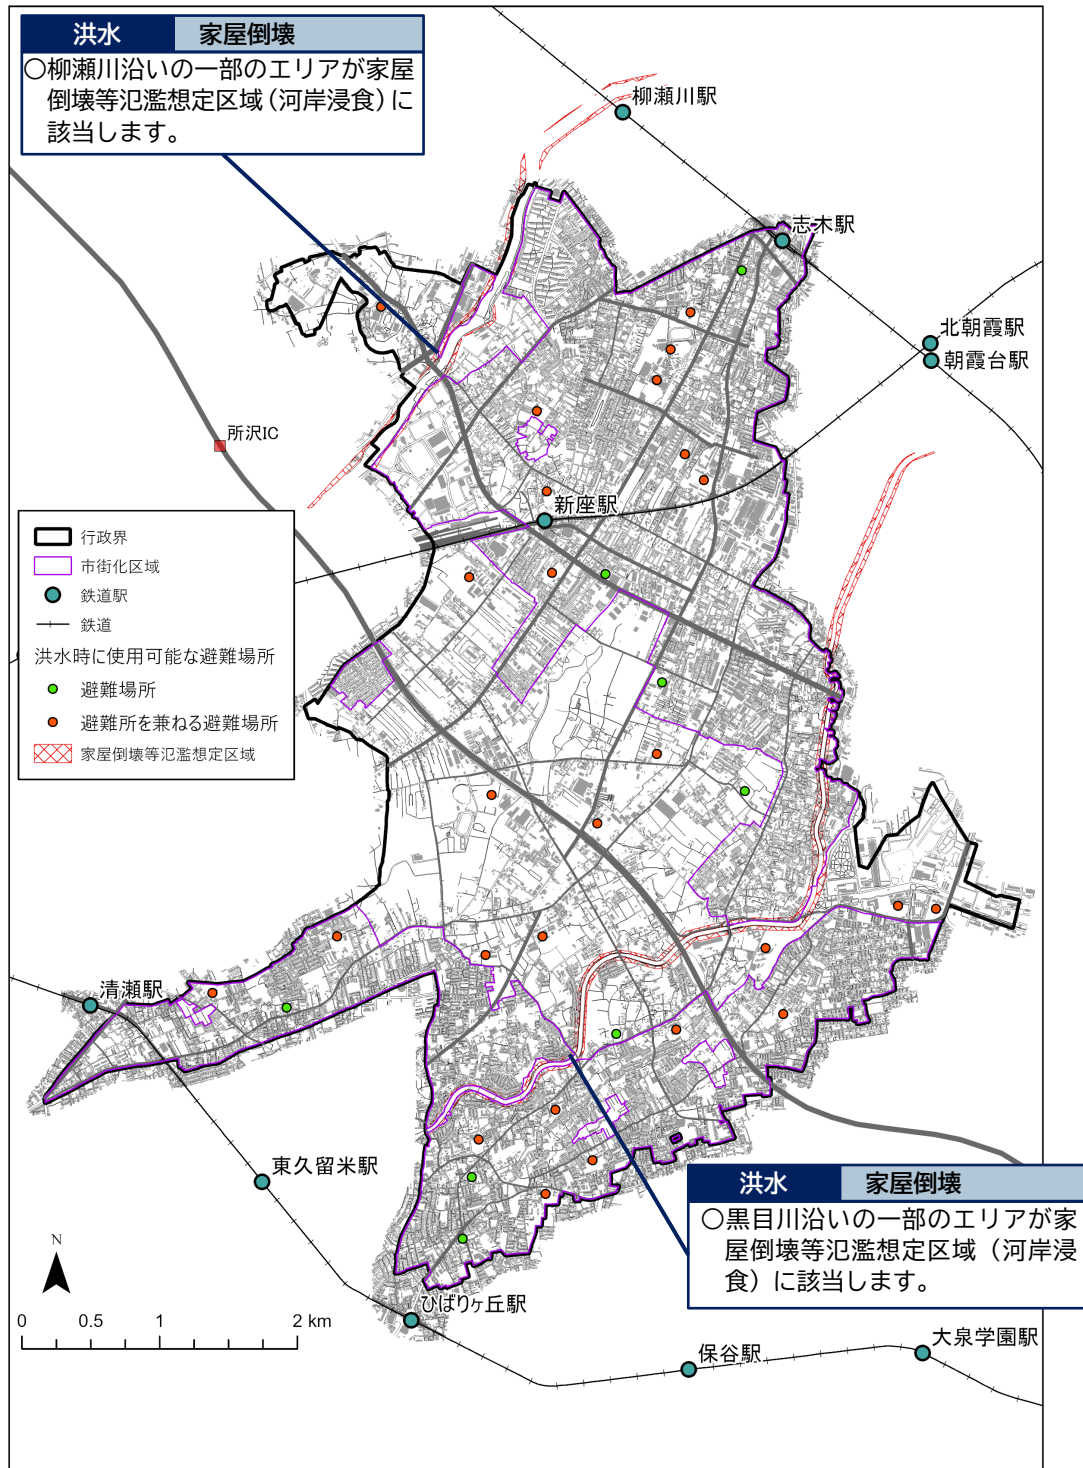 洪水 家屋倒壊
○柳瀬川沿いの一部のエリアが家屋
倒壊等氾濫想定区域（河岸浸食）に
該当します。
柳瀬川駅
志木駅
北朝霞駅
朝霞台駅
所沢IC
新座駅
行政界
市街化区域
鉄道駅
鉄道
洪水時に使用可能な避難場所
避難場所
避難所を兼ねる避難場所
家屋倒壊等氾濫想定区域
清瀬駅
東久留米駅
洪水 家屋倒壊
○黒目川沿いの一部のエリアが家
屋倒壊等氾濫想定区域（河岸浸
食）に該当します。
N
0 0.5 1 2 km
ひばりヶ丘駅
保谷駅
大泉学園駅